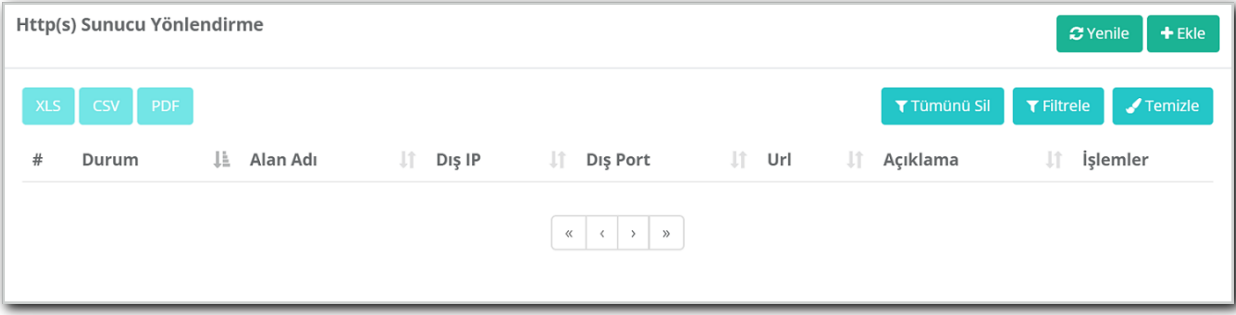 Http(s) Sunucu Yönlendirme
Yenile Ekle
XLS CSV PDF Tümünü Sil Filtrele Temizle
# Durum Alan Adı Dış IP Dış Port Url Açıklama İşlemler
« ‹ › »